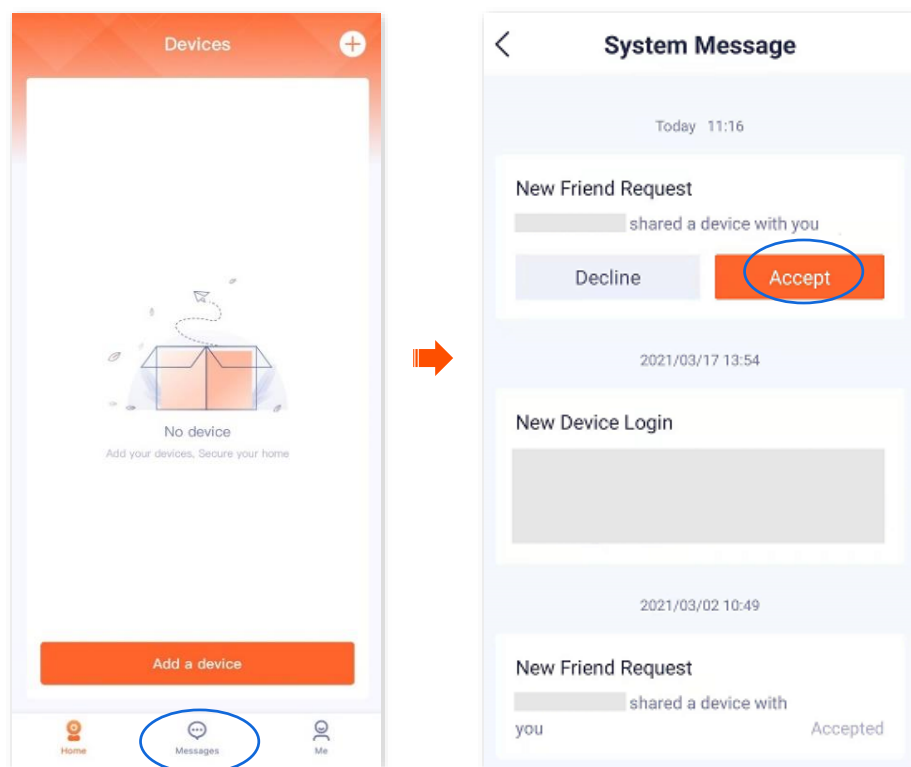 Devices
No device
Add your devices, Secure your home
Add a device
Home
Messages
Me
System Message
Today 11:16
New Friend Request
shared a device with you
Decline
Accept
2021/03/17 13:54
New Device Login
2021/03/02 10:49
New Friend Request
shared a device with
you
Accepted